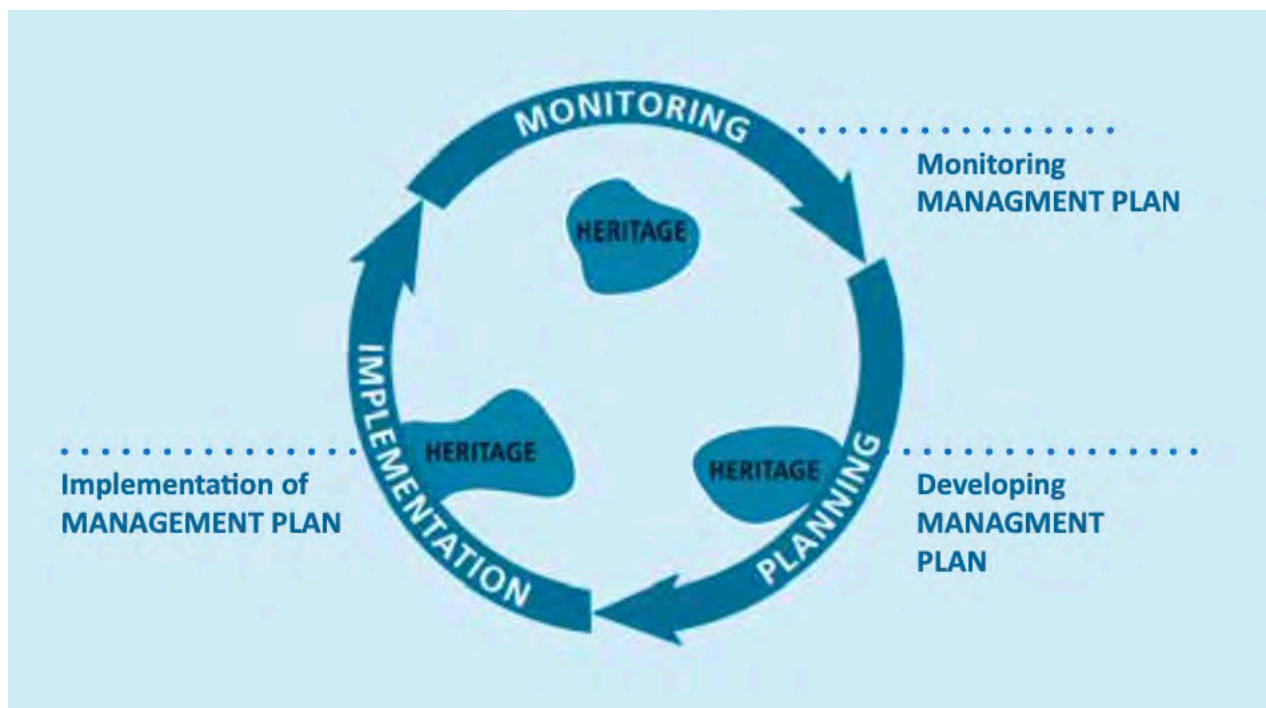 MONITORING
Monitoring
MANAGMENT PLAN
HERITAGE
IMPLEMENTATION
HERITAGE
HERITAGE
PLANNING
Implementation of
MANAGEMENT PLAN
Developing
MANAGMENT
PLAN